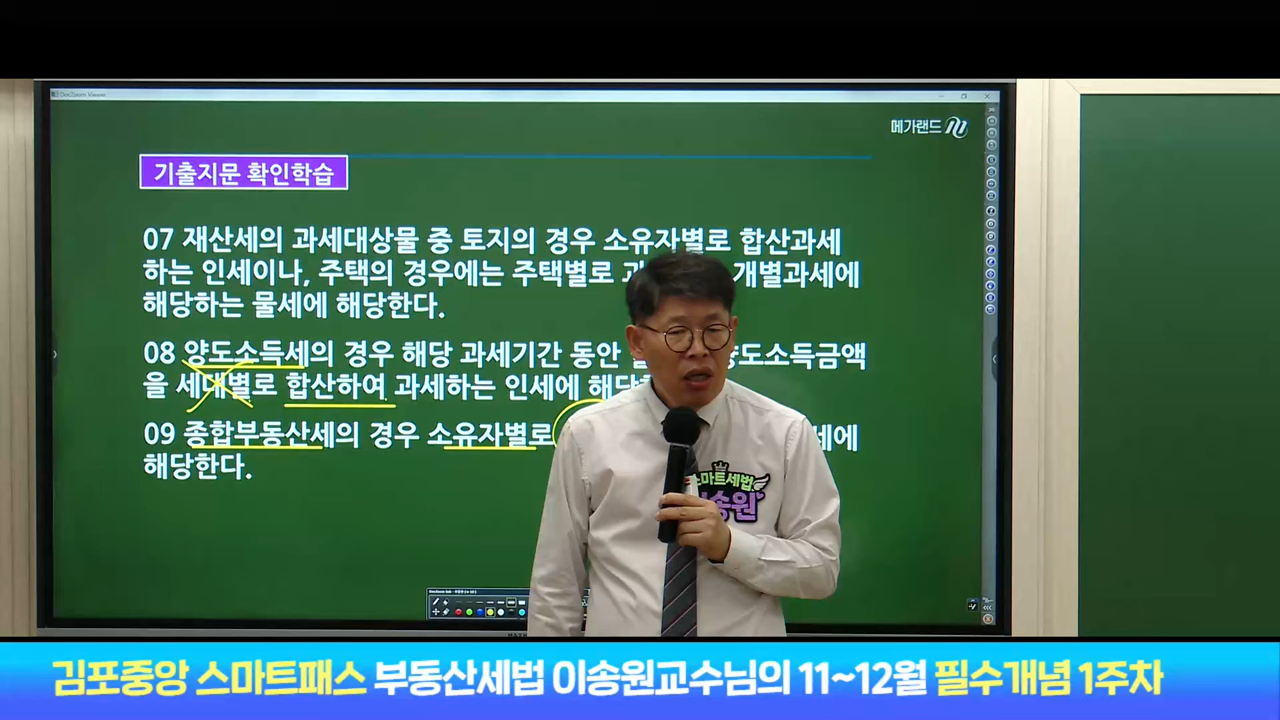 DocZoom Viewer
메가랜드
기출지문 확인학습
07 재산세의 과세대상물 중 토지의 경우 소유자별로 합산과세
하는 인세이나, 주택의 경우에는 주택별로 개별과세에
해당하는 물세에 해당한다.
08 양도소득세의 경우 해당 과세기간 동안 양도소득금액
을 세대별로 합산하여 과세하는 인세에
09 종합부동산세의 경우 소유자별로 세에
해당한다.
스마트세법
이송원
김포중앙 스마트패스 부동산세법 이송원교수님의 11~12월 필수개념 1주차